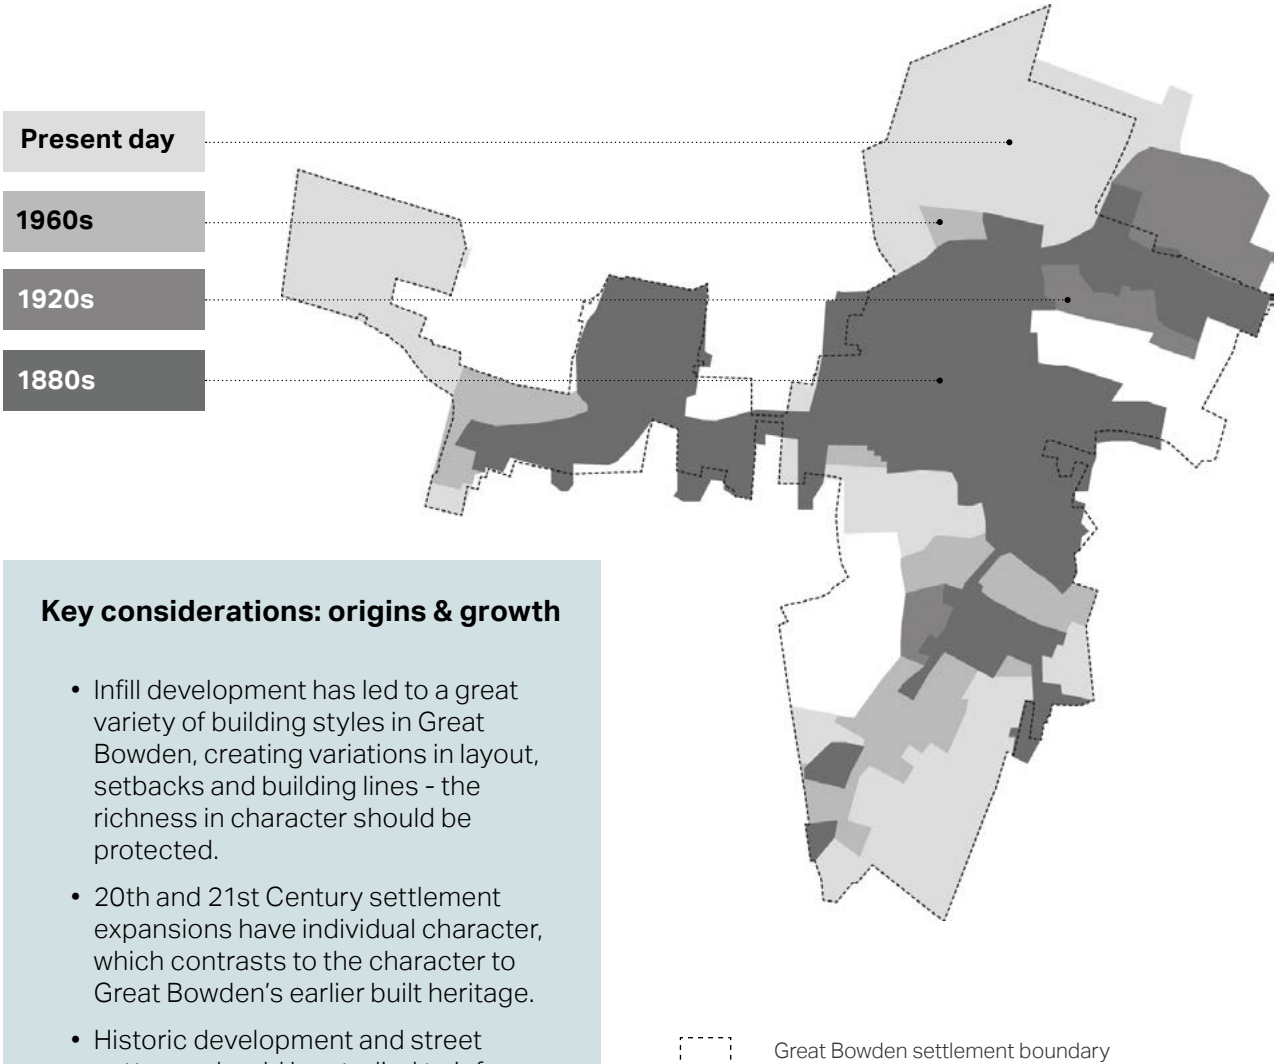 Present day
1960s
1920s
1880s
Key considerations: origins & growth
• Infill development has led to a great
variety of building styles in Great
Bowden, creating variations in layout,
setbacks and building lines - the
richness in character should be
protected.
• 20th and 21st Century settlement
expansions have individual character,
which contrasts to the character to
Great Bowden's earlier built heritage.
• Historic development and street
Great Bowden settlement boundary